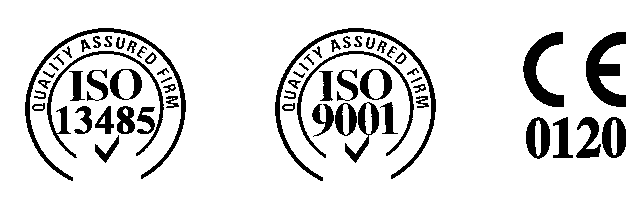 QUALITY ASSURED FIRM
ISO
13485
QUALITY ASSURED FIRM
ISO
9001
CE
0120